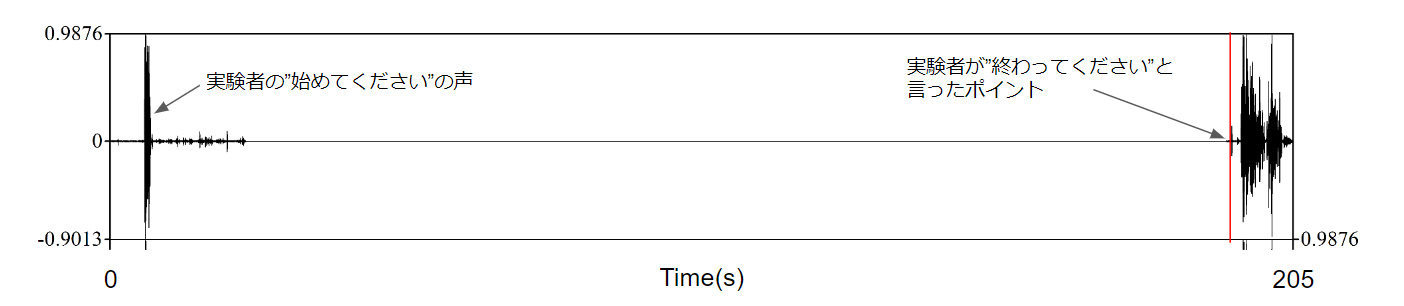 0.9876
実験者の”始めてください”の声
実験者が”終わってください”と
言ったポイント
0
-0.9013
0.9876
0
Time(s)
205